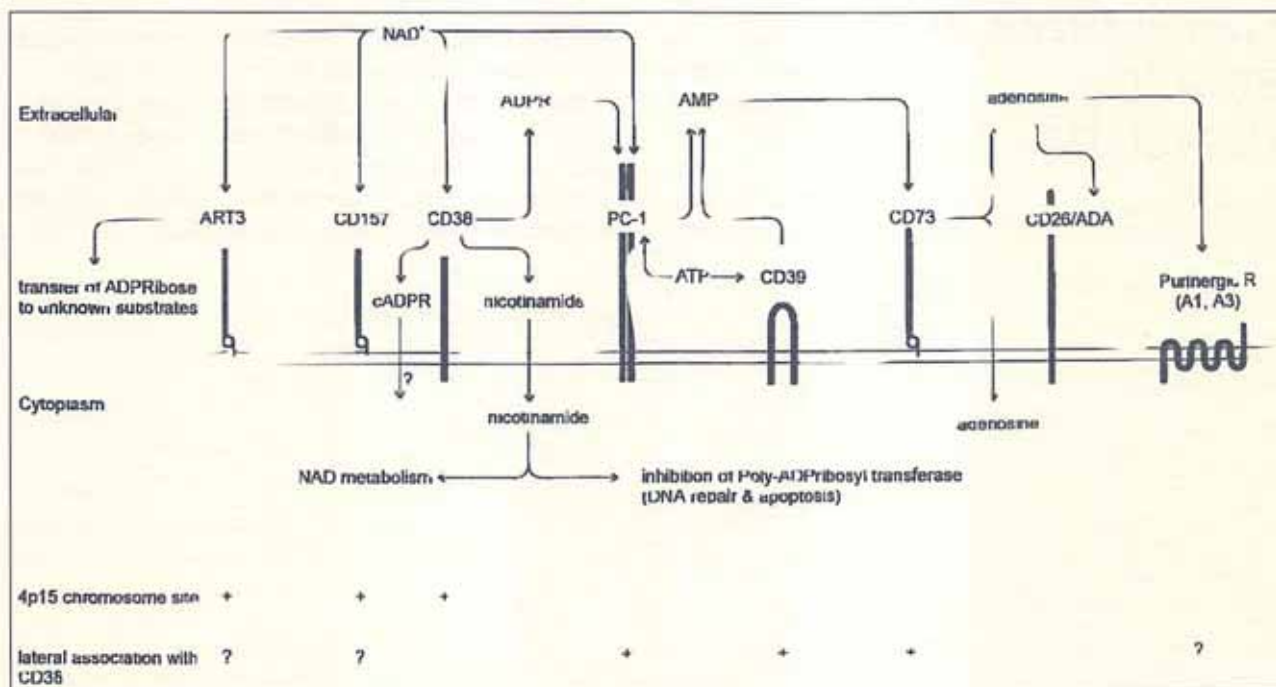 NAD+
Extracellular
ADPR
AMP
adenosine
ART3
CD157
CD38
PC-1
CD73
CD26/ADA
transfer of ADPRibose
to unknown substrates
cADPR
nicotinamide
ATP
CD39
Purinergic R
(A1, A3)
?
Cytoplasm
nicotinamide
adenosine
NAD metabolism
inhibition of Poly-ADPribosyl transferase
(DNA repair & apoptosis)
4p15 chromosome site + + +
lateral association with ? ? + + + ?
CD38